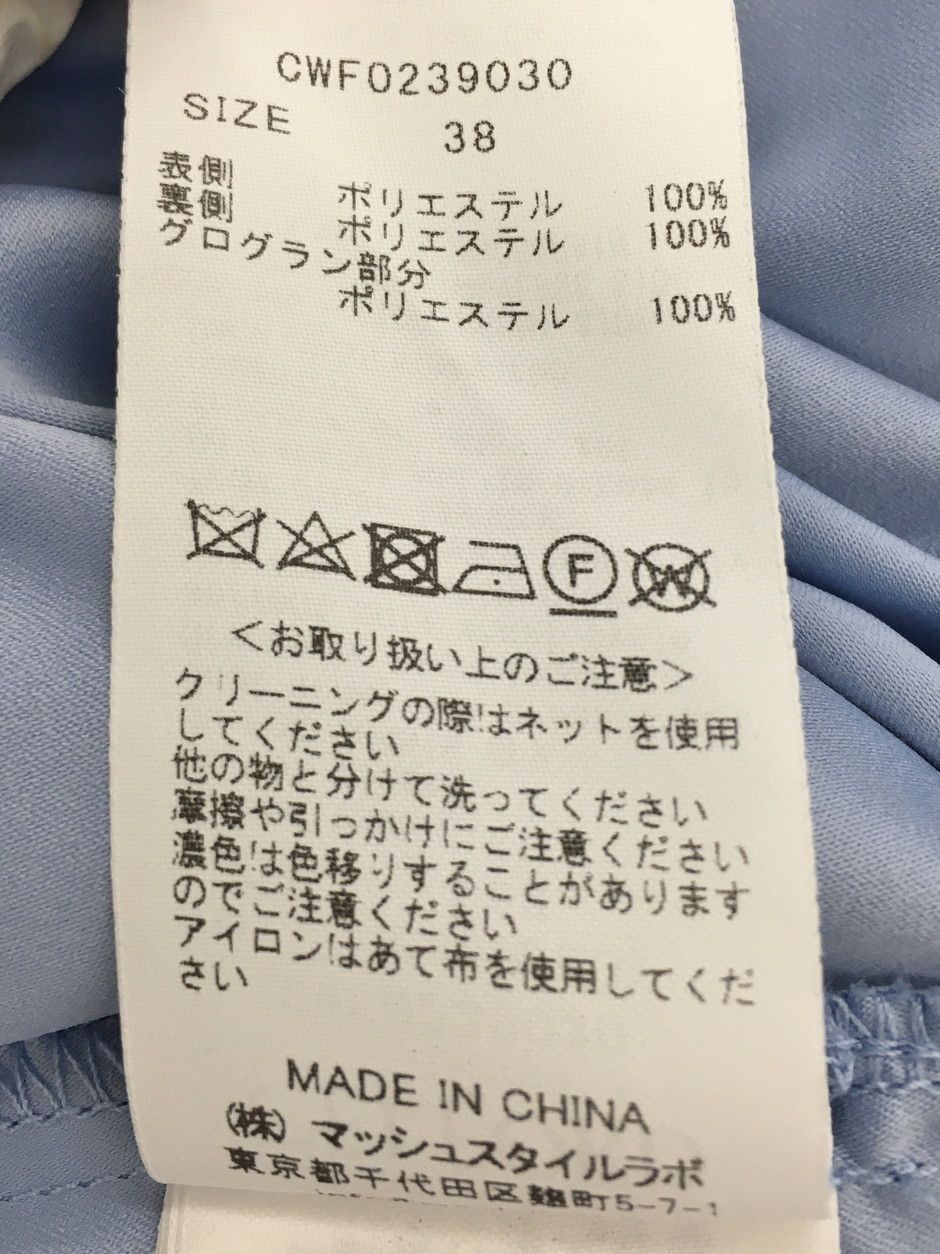 CWF0239030
SIZE 38
表側 ポリエステル 100%
裏側 ポリエステル 100%
グログラン部分
ポリエステル 100%
F
W
<お取り扱い上のご注意>
クリーニングの際はネットを使用
してください
他の物と分けて洗ってください
摩擦や引っかけにご注意ください
濃色は色移りすることがあります
のでご注意ください
アイロンはあて布を使用してくだ
さい
MADE IN CHINA
(株) マッシュスタイルラボ
東京都千代田区麹町5-7-1